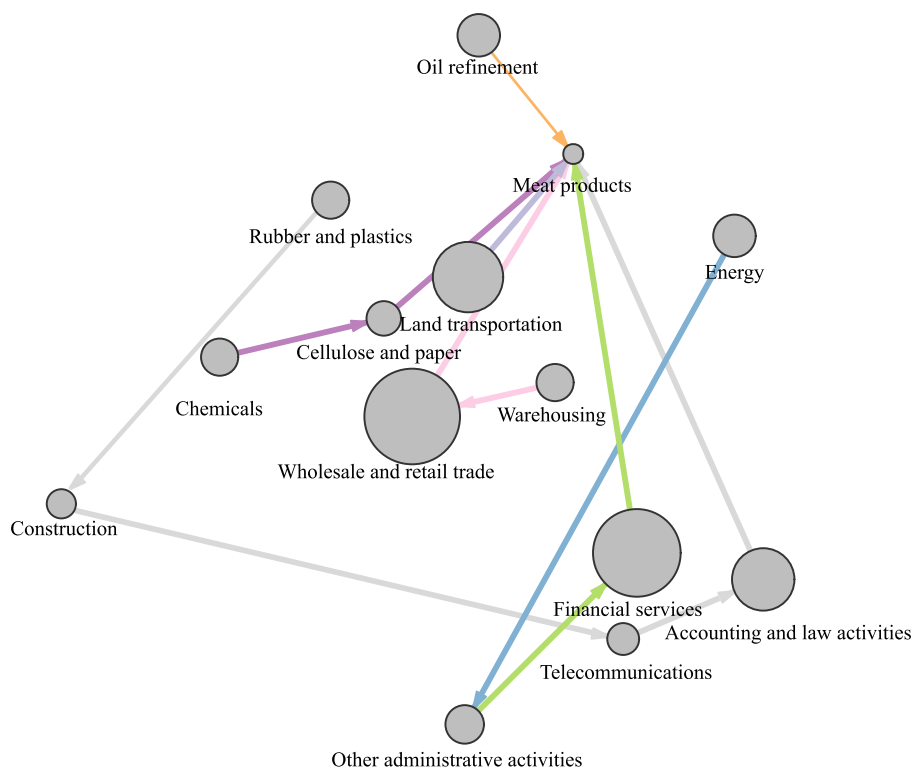 Oil refinement
Meat products
Rubber and plastics
Energy
Land transportation
Cellulose and paper
Chemicals
Warehousing
Wholesale and retail trade
Construction
Financial services
Accounting and law activities
Telecommunications
Other administrative activities